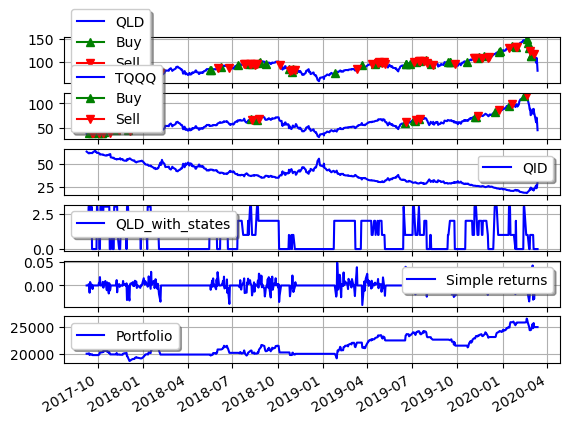 QLD
Buy
Sell
150
100
TQQQ
Buy
Sell
100
50
QID
50
25
QLD_with_states
2.5
0.0
Simple returns
0.05
0.00
Portfolio
25000
20000
2017-10
2018-01
2018-04
2018-07
2018-10
2019-01
2019-04
2019-07
2019-10
2020-01
2020-04